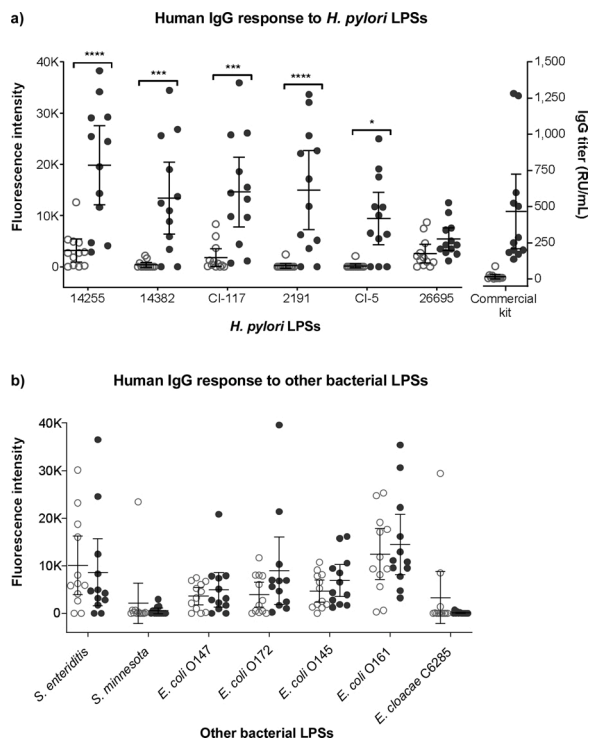 a)
Human IgG response to H. pylori LPSs
Fluorescence intensity
40K
30K
20K
10K
0
****
***
***
****
*
1,500
1,250
1,000
750
500
250
0
IgG titer (RU/mL)
14255
14382
CI-117
2191
CI-5
26695
Commercial
kit
H. pylori LPSs
b)
Human IgG response to other bacterial LPSs
Fluorescence intensity
40K
30K
20K
10K
0
S. enteriditis
S. minnesota
E. coli O147
E. coli O172
E. coli O145
E. coli O161
E. cloacae C6285
Other bacterial LPSs